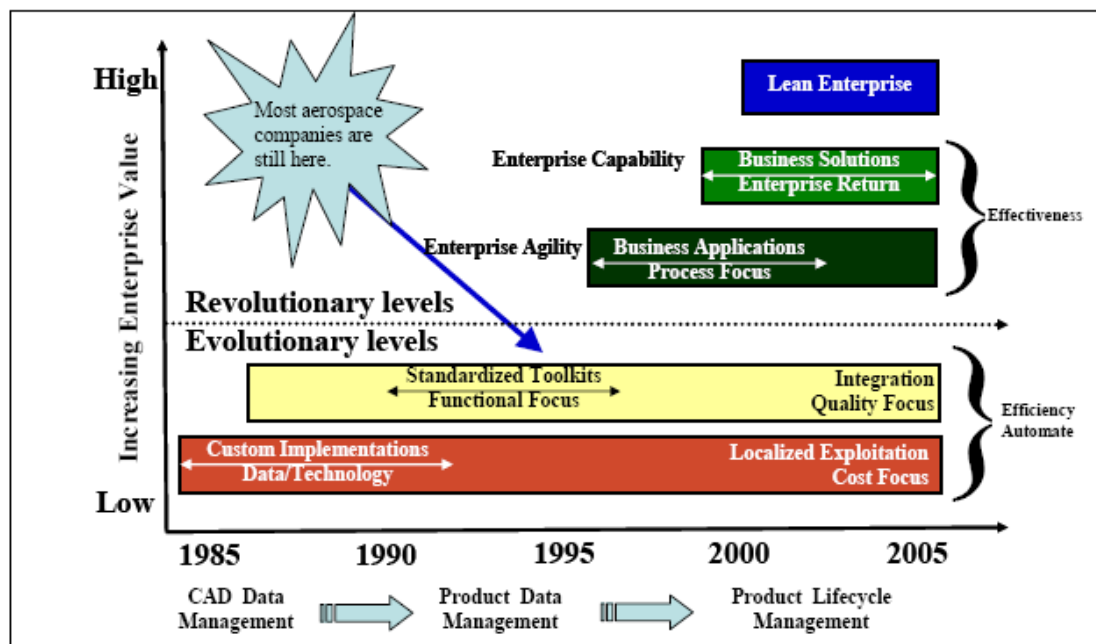 High
Increasing Enterprise Value
Low
Most aerospace
companies are
still here.
Lean Enterprise
Enterprise Capability
Business Solutions
Enterprise Return
Effectiveness
Enterprise Agility
Business Applications
Process Focus
Revolutionary levels
Evolutionary levels
Standardized Toolkits
Functional Focus
Integration
Quality Focus
Efficiency
Automate
Custom Implementations
Data/Technology
Localized Exploitation
Cost Focus
1985 1990 1995 2000 2005
CAD Data
Management
Product Data
Management
Product Lifecycle
Management